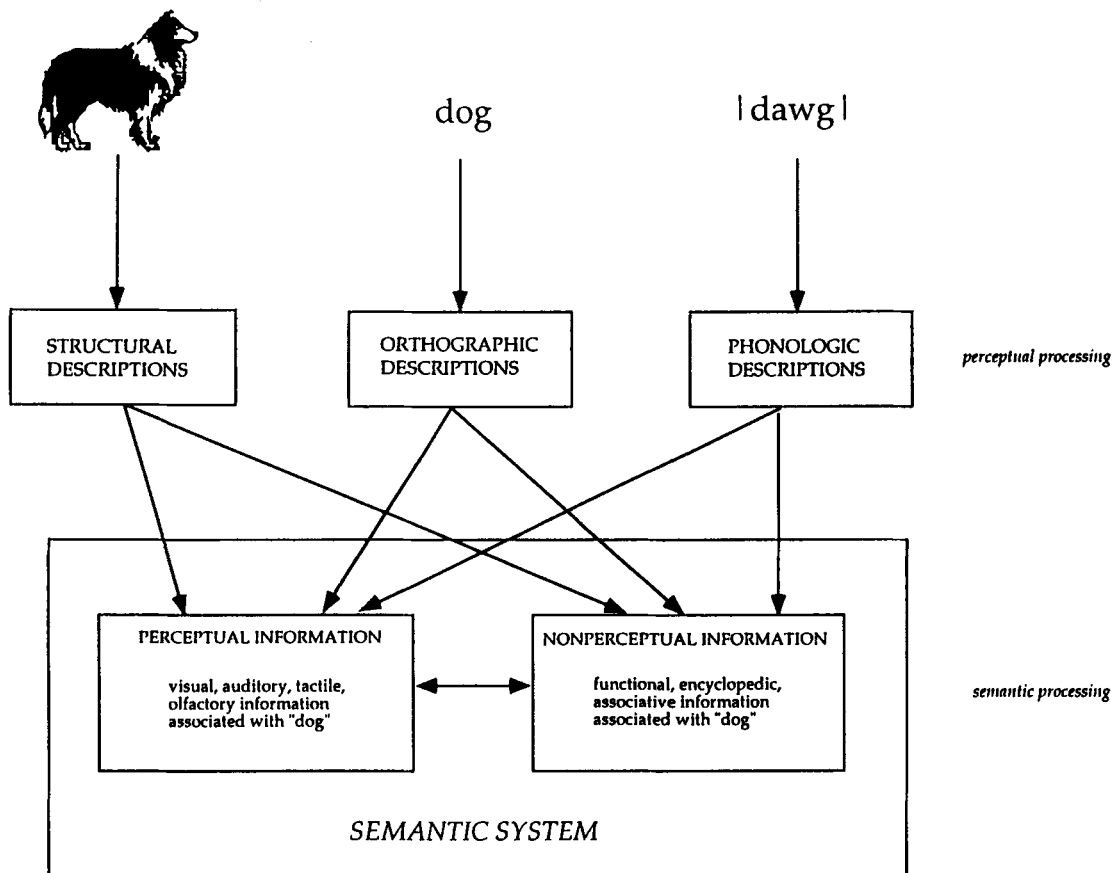 dog
|dawg|
STRUCTURAL
DESCRIPTIONS
ORTHOGRAPHIC
DESCRIPTIONS
PHONOLOGIC
DESCRIPTIONS
perceptual processing
PERCEPTUAL INFORMATION
visual, auditory, tactile,
olfactory information
associated with "dog"
NONPERCEPTUAL INFORMATION
functional, encyclopedic,
associative information
associated with "dog"
semantic processing
SEMANTIC SYSTEM